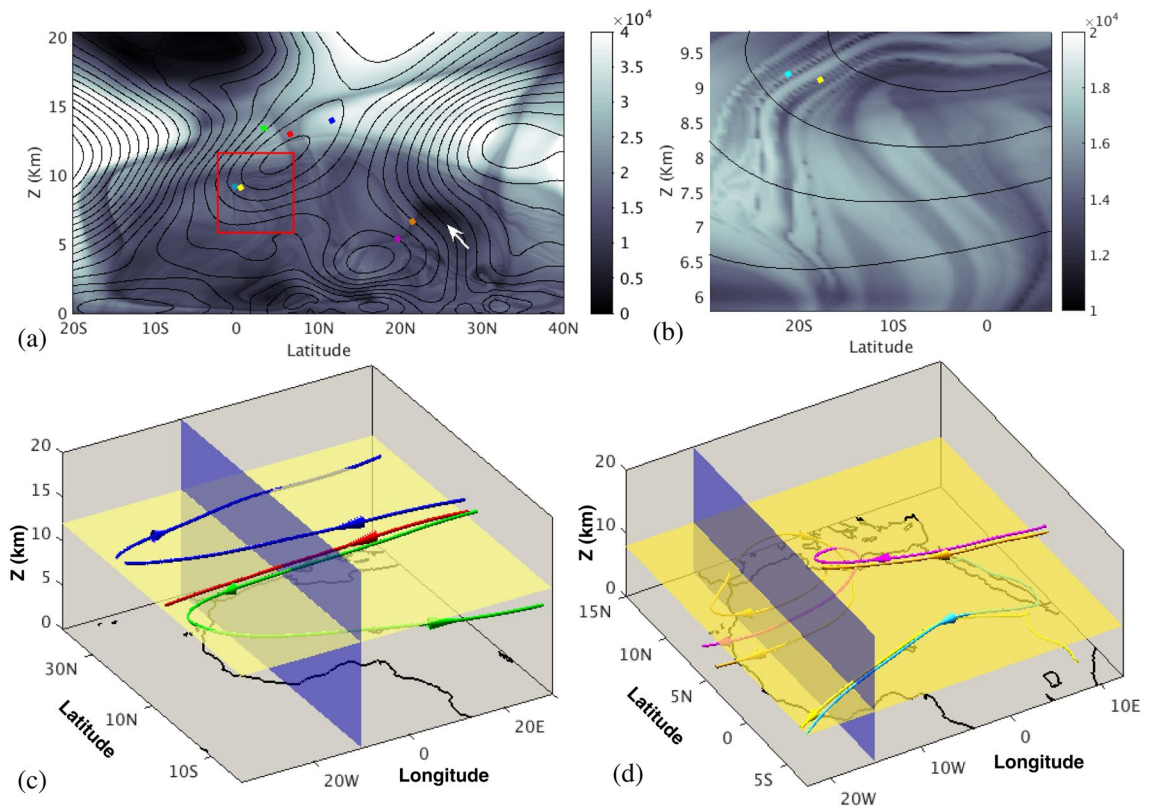 ×10⁴
20
15
10
5
0
Z (Km)
20S 10S 0 10N 20N 30N 40N
Latitude
4
3.5
3
2.5
2
1.5
1
0.5
0
(a)
×10⁴
9.5
9
8.5
8
7.5
7
6.5
6
Z (Km)
20S 10S 0
Latitude
2
1.8
1.6
1.4
1.2
1
(b)
20
15
10
5
0
Z (km)
30N
10N
10S
Latitude
20W
0
20E
Longitude
(c)
20
10
0
Z (km)
15N
10N
5N
0
5S
Latitude
20W
10W
0
10E
Longitude
(d)